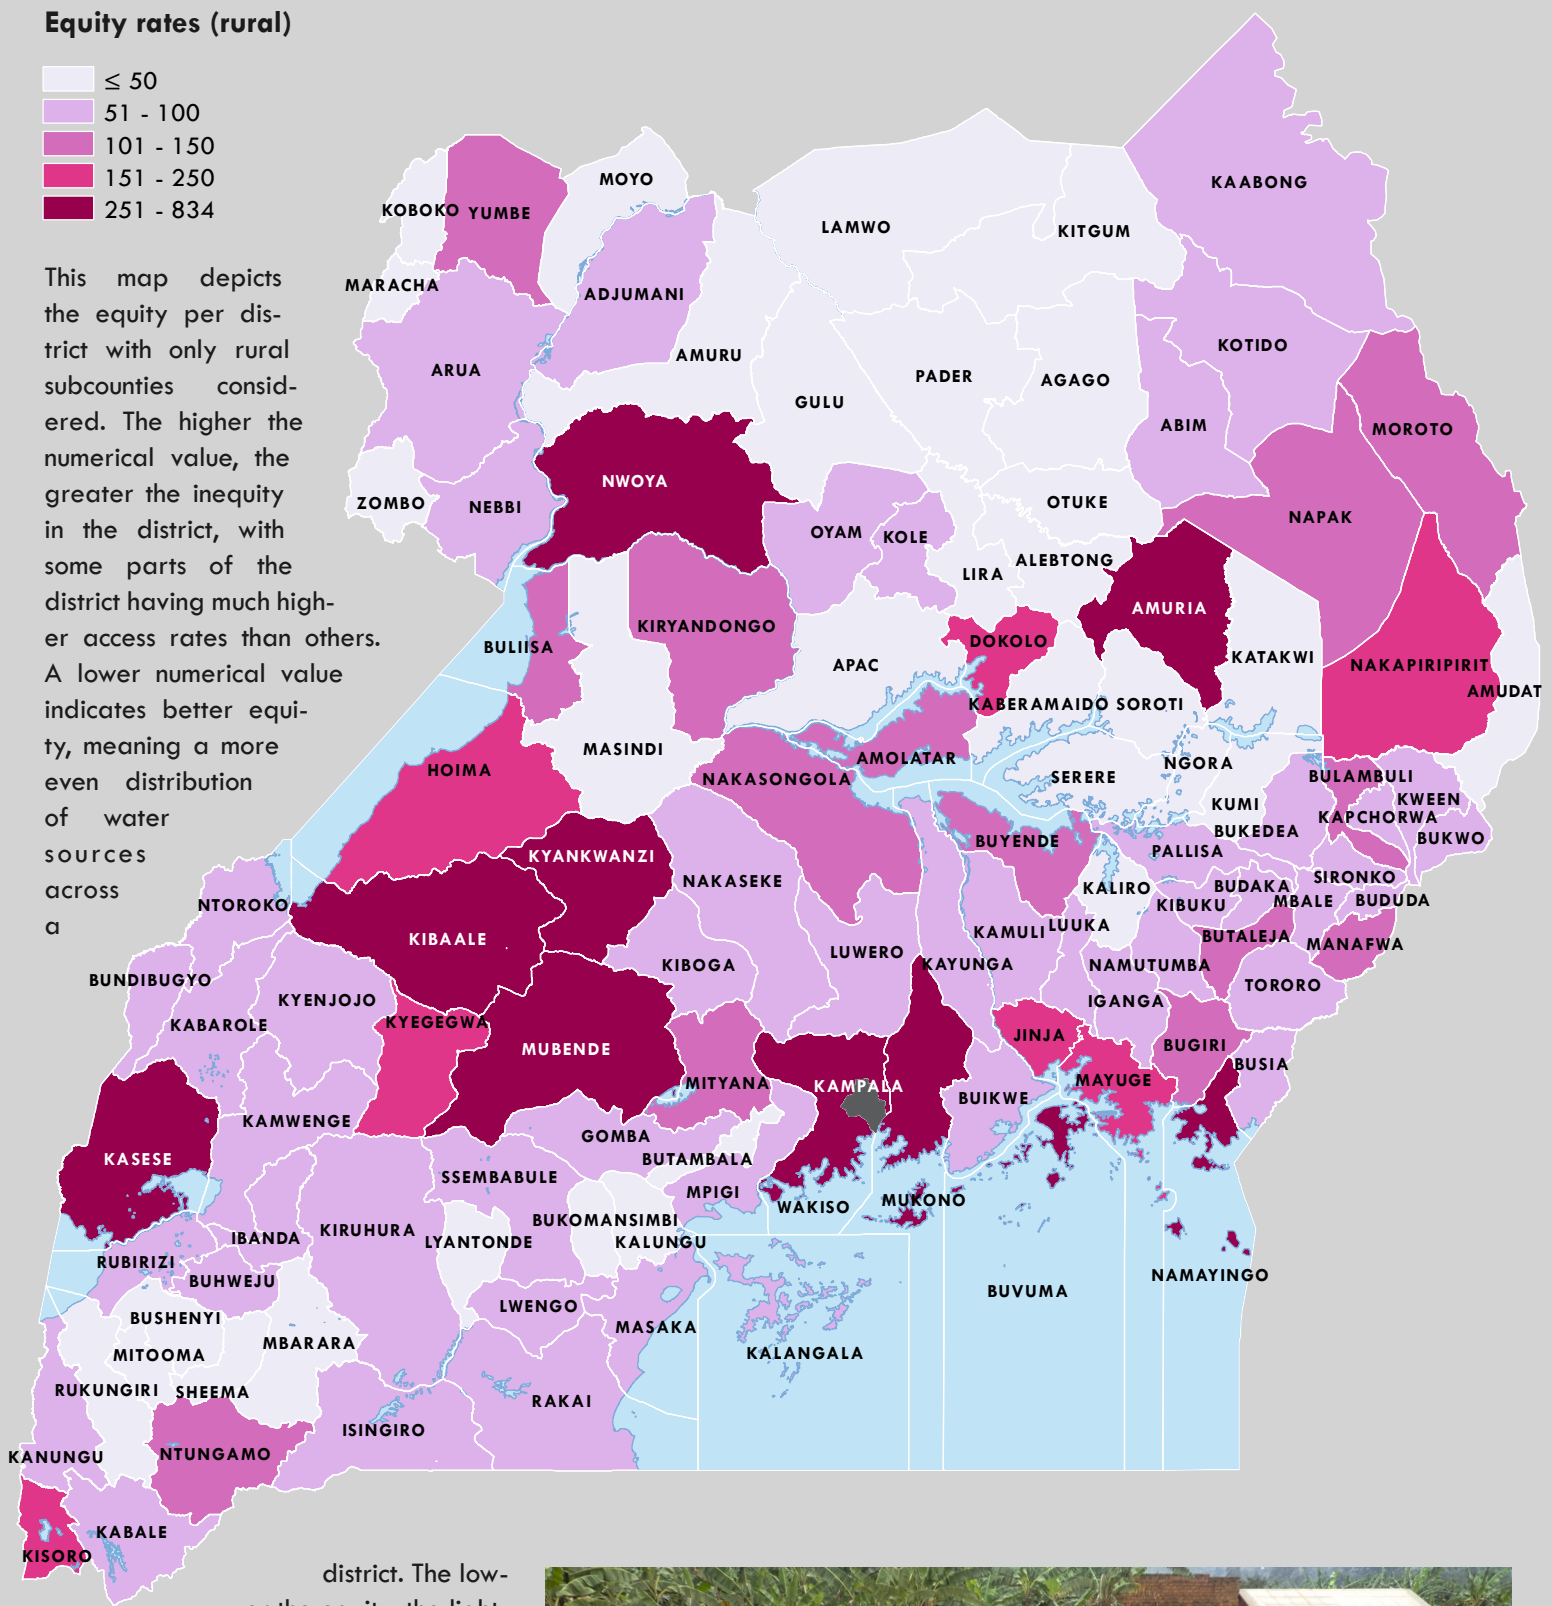 Equity rates (rural)
≤ 50
51 - 100
101 - 150
151 - 250
251 - 834
This map depicts
the equity per dis-
trict with only rural
subcounties consid-
ered. The higher the
numerical value, the
greater the inequity
in the district, with
some parts of the
district having much high-
er access rates than others.
A lower numerical value
indicates better equi-
ty, meaning a more
even distribution
of water
sources
across
a
district. The low-
KAABONG
MOYO
KOBOKO
YUMBE
LAMWO
KITGUM
MARACHA
ADJUMANI
KOTIDO
AMURU
ARUA
PADER
AGAGO
GULU
ABIM
MOROTO
NWOYA
ZOMBO
NEBBI
OTUKE
NAPAK
OYAM
KOLE
ALEBTONG
LIRA
AMURIA
KIRYANDONGO
DOKOLO
BULIISA
KATAKWI
APAC
NAKAPIRIPIRIT
AMUDAT
KABERAMAIDO
SOROTI
MASINDI
AMOLATAR
NGORA
HOIMA
NAKASONGOLA
SERERE
BULAMBULI
KUMI
KWEEN
KAPCHORWA
BUKEDEA
BUKWO
BUYENDE
PALLISA
KYANKWANZI
NAKASEKE
SIRONKO
KALIRO
BUDAKA
NTOROKO
KIBUKU
MBALE
BUDUDA
KAMULI
LUUKA
BUTALEJA
MANAFWA
KIBAALE
LUWERO
KIBOGA
KAYUNGA
NAMUTUMBA
BUNDIBUGYO
TORORO
KYENJOJO
IGANGA
KABAROLE
KYEGEGWA
JINJA
MUBENDE
BUGIRI
BUSIA
MITYANA
KAMPALA
MAYUGE
BUIKWE
KAMWENGE
GOMBA
KASESE
BUTAMBALA
SSEMBABULE
MPIGI
MUKONO
WAKISO
BUKOMANSIMBI
KIRUHURA
IBANDA
LYANTONDE
KALUNGU
RUBIRIZI
NAMAYINGO
BUHWEJU
BUVUMA
LWENGO
BUSHENYI
MASAKA
MBARARA
MITOOMA
KALANGALA
RUKUNGIRI
SHEEMA
RAKAI
ISINGIRO
KANUNGU
NTUNGAMO
KABALE
KISORO